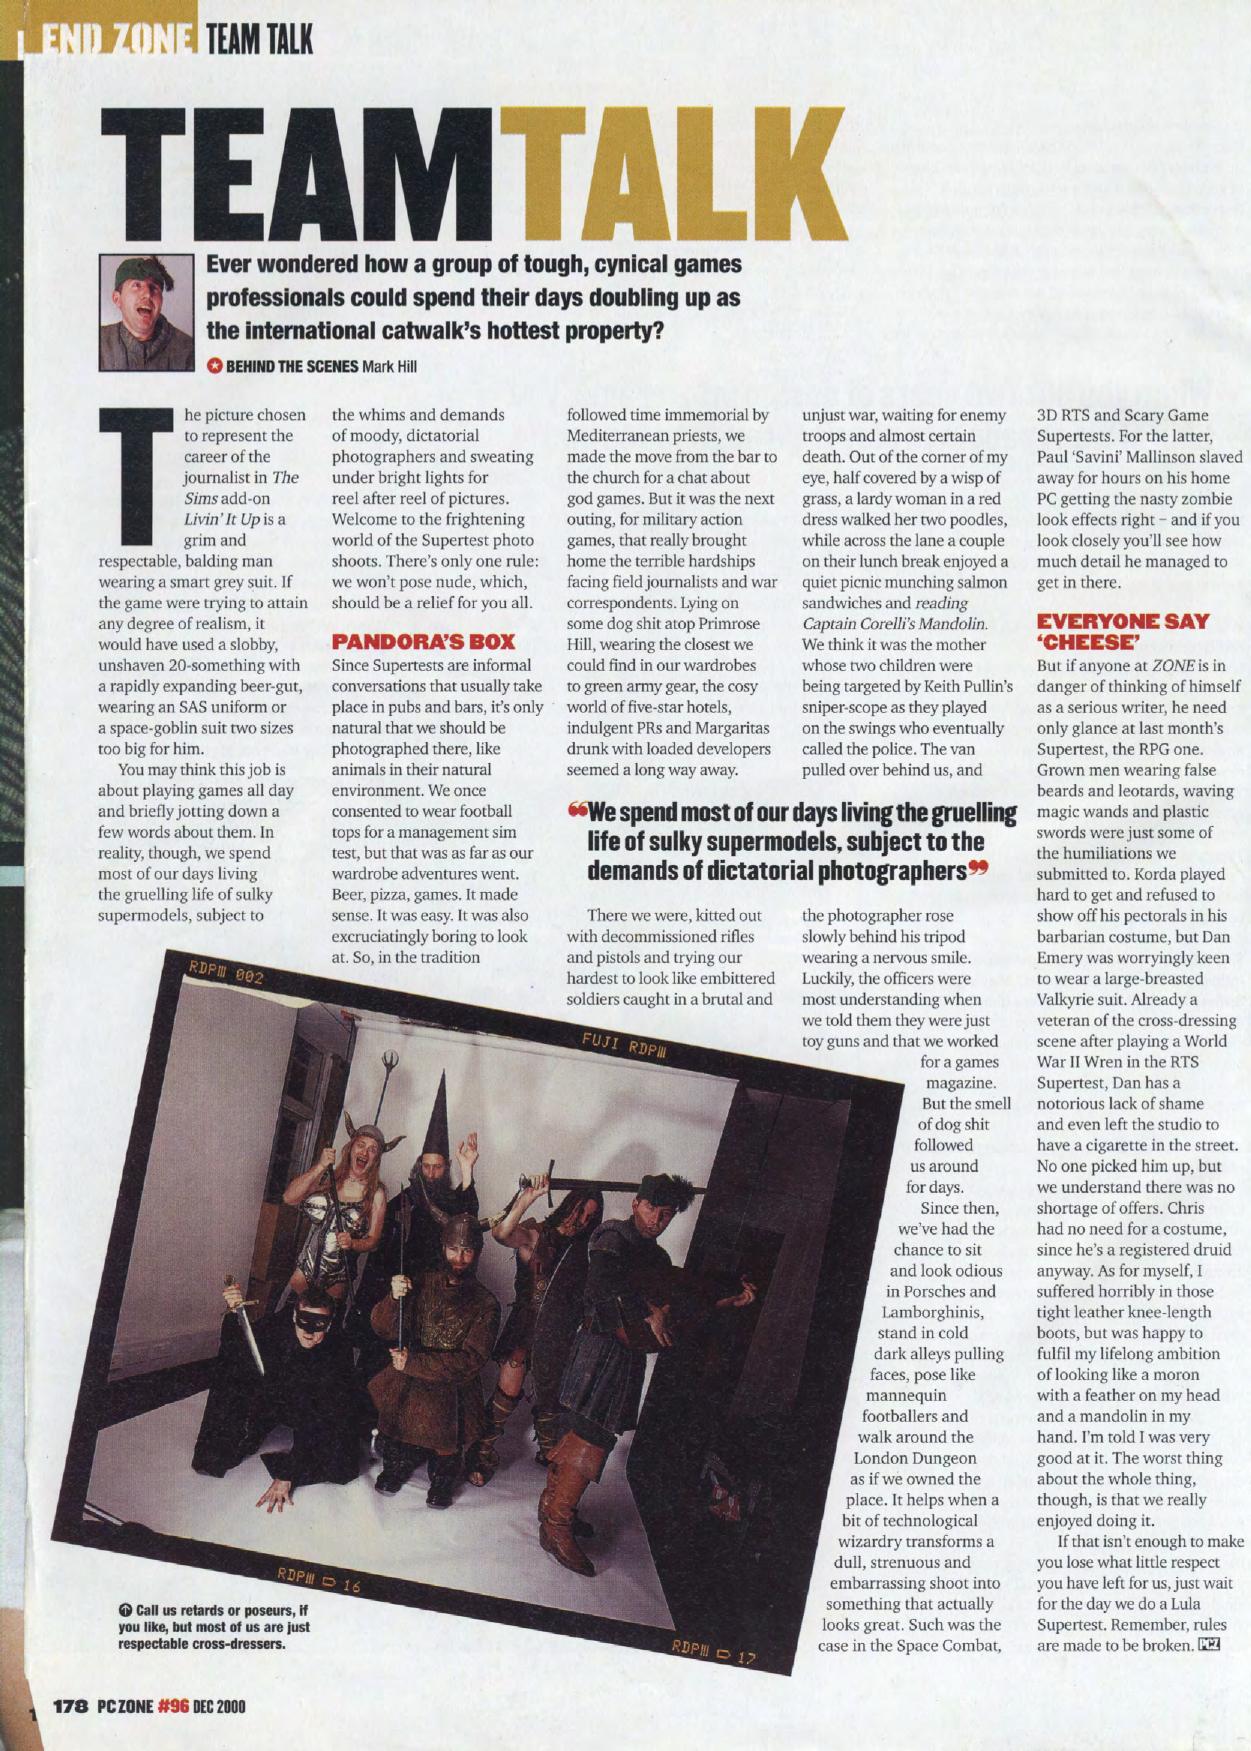 END ZONE TEAM TALK
TEAMTALK
Ever wondered how a group of tough, cynical games
professionals could spend their days doubling up as
the international catwalk's hottest property?
BEHIND THE SCENES Mark Hill
The picture chosen
to represent the
career of the
journalist in The
Sims add-on
Livin' It Up is a
grim and
respectable, balding man
wearing a smart grey suit. If
the game were trying to attain
any degree of realism, it
would have used a slobby,
unshaven 20-something with
a rapidly expanding beer-gut,
wearing an SAS uniform or
a space-goblin suit two sizes
too big for him.
You may think this job is
about playing games all day
and briefly jotting down a
few words about them. In
reality, though, we spend
most of our days living
the gruelling life of sulky
supermodels, subject to
the whims and demands
of moody, dictatorial
photographers and sweating
under bright lights for
reel after reel of pictures.
Welcome to the frightening
world of the Supertest photo
shoots. There's only one rule:
we won't pose nude, which,
should be a relief for you all.
PANDORA'S BOX
Since Supertests are informal
conversations that usually take
place in pubs and bars, it's only
natural that we should be
photographed there, like
animals in their natural
environment. We once
consented to wear football
tops for a management sim
test, but that was as far as our
wardrobe adventures went.
Beer, pizza, games. It made
sense. It was easy. It was also
excruciatingly boring to look
at. So, in the tradition
followed time immemorial by
Mediterranean priests, we
made the move from the bar to
the church for a chat about
god games. But it was the next
outing, for military action
games, that really brought
home the terrible hardships
facing field journalists and war
correspondents. Lying on
some dog shit atop Primrose
Hill, wearing the closest we
could find in our wardrobes
to green army gear, the cosy
world of five-star hotels,
indulgent PRs and Margaritas
drunk with loaded developers
seemed a long way away.
“We spend most of our days living the gruelling
life of sulky supermodels, subject to the
demands of dictatorial photographers”
There we were, kitted out
with decommissioned rifles
and pistols and trying our
hardest to look like embittered
soldiers caught in a brutal and
unjust war, waiting for enemy
troops and almost certain
death. Out of the corner of my
eye, half covered by a wisp of
grass, a lardy woman in a red
dress walked her two poodles,
while across the lane a couple
on their lunch break enjoyed a
quiet picnic munching salmon
sandwiches and reading
Captain Corelli's Mandolin.
We think it was the mother
whose two children were
being targeted by Keith Pullin's
sniper-scope as they played
on the swings who eventually
called the police. The van
pulled over behind us, and
the photographer rose
slowly behind his tripod
wearing a nervous smile.
Luckily, the officers were
most understanding when
we told them they were just
toy guns and that we worked
for a games
magazine.
But the smell
of dog shit
followed
us around
for days.
Since then,
we've had the
chance to sit
and look odious
in Porsches and
Lamborghinis,
stand in cold
dark alleys pulling
faces, pose like
mannequin
footballers and
walk around the
London Dungeon
as if we owned the
place. It helps when a
bit of technological
wizardry transforms a
dull, strenuous and
embarrassing shoot into
something that actually
looks great. Such was the
case in the Space Combat,
3D RTS and Scary Game
Supertests. For the latter,
Paul ‘Savini’ Mallinson slaved
away for hours on his home
PC getting the nasty zombie
look effects right – and if you
look closely you'll see how
much detail he managed to
get in there.
EVERYONE SAY
‘CHEESE’
But if anyone at ZONE is in
danger of thinking of himself
as a serious writer, he need
only glance at last month's
Supertest, the RPG one.
Grown men wearing false
beards and leotards, waving
magic wands and plastic
swords were just some of
the humiliations we
submitted to. Korda played
hard to get and refused to
show off his pectorals in his
barbarian costume, but Dan
Emery was worryingly keen
to wear a large-breasted
Valkyrie suit. Already a
veteran of the cross-dressing
scene after playing a World
War II Wren in the RTS
Supertest, Dan has a
notorious lack of shame
and even left the studio to
have a cigarette in the street.
No one picked him up, but
we understand there was no
shortage of offers. Chris
had no need for a costume,
since he's a registered druid
anyway. As for myself, I
suffered horribly in those
tight leather knee-length
boots, but was happy to
fulfil my lifelong ambition
of looking like a moron
with a feather on my head
and a mandolin in my
hand. I'm told I was very
good at it. The worst thing
about the whole thing,
though, is that we really
enjoyed doing it.
If that isn't enough to make
you lose what little respect
you have left for us, just wait
for the day we do a Lula
Supertest. Remember, rules
are made to be broken. PCZ
RDPIII 002
FUJI RDPIII
RDPIII 16
RDPIII 17
Call us retards or poseurs, if
you like, but most of us are just
respectable cross-dressers.
178 PCZONE #96 DEC 2000